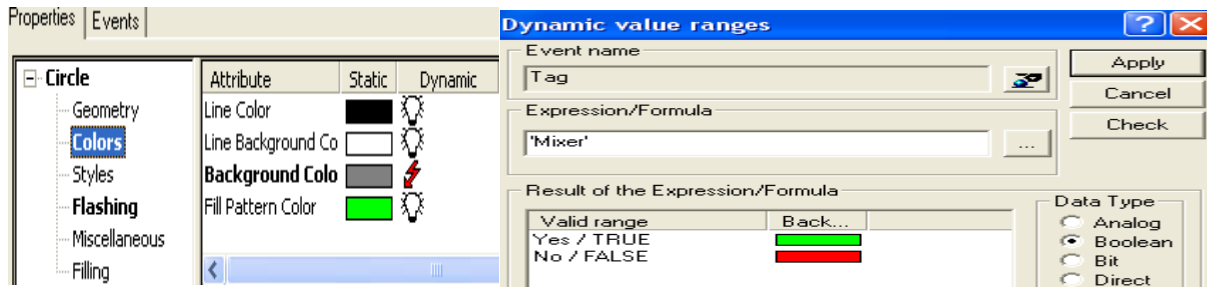 Properties Events
Circle
Geometry
Colors
Styles
Flashing
Miscellaneous
Filling
Attribute Static Dynamic
Line Color
Line Background Co
Background Colo
Fill Pattern Color
Dynamic value ranges
Event name
Tag
Expression/Formula
'Mixer'
...
Apply
Cancel
Check
Result of the Expression/Formula
Valid range Back...
Yes / TRUE
No / FALSE
Data Type
Analog
Boolean
Bit
Direct